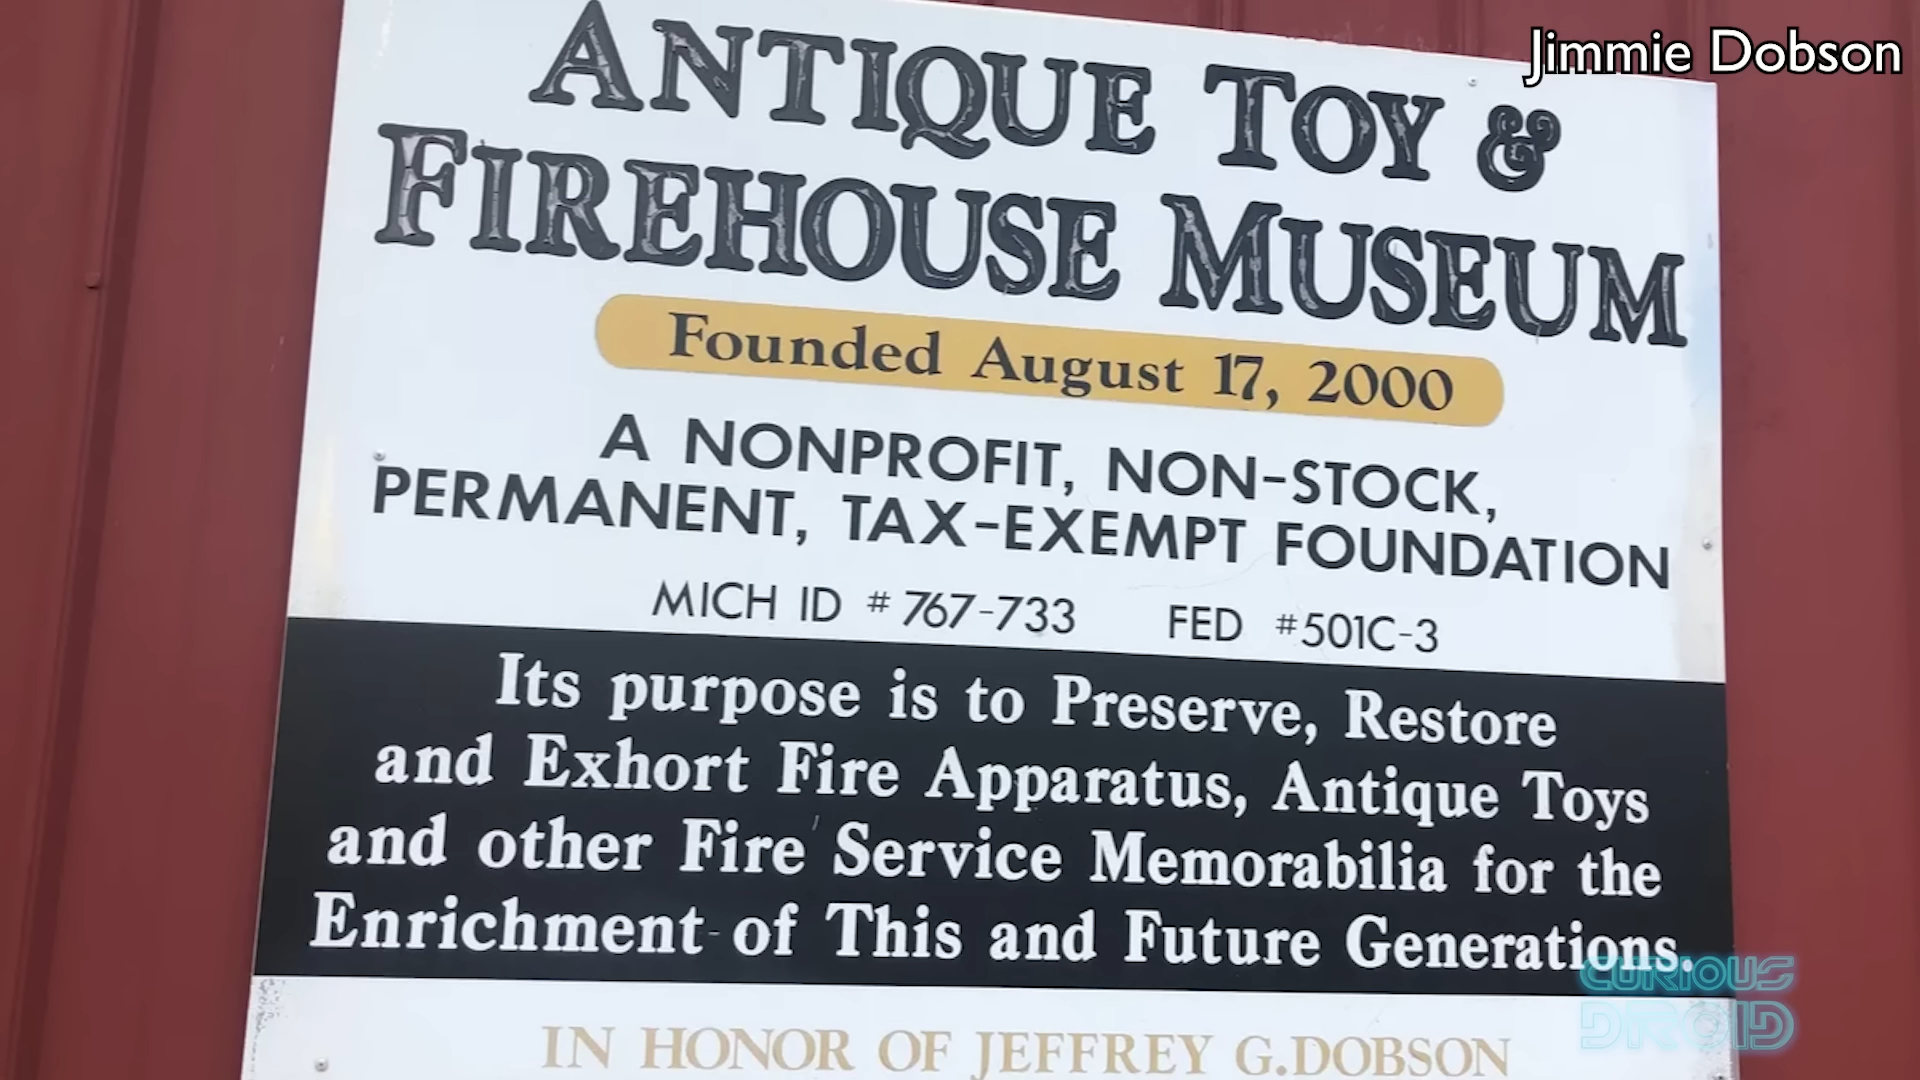 Jimmie Dobson
ANTIQUE TOY &
FIREHOUSE MUSEUM
Founded August 17, 2000
A NONPROFIT, NON-STOCK,
PERMANENT, TAX-EXEMPT FOUNDATION
MICH ID #767-733 FED #501C-3
Its purpose is to Preserve, Restore
and Exhort Fire Apparatus, Antique Toys
and other Fire Service Memorabilia for the
Enrichment of This and Future Generations.
IN HONOR OF JEFFREY G.DOBSON
CURIOUS
DROID